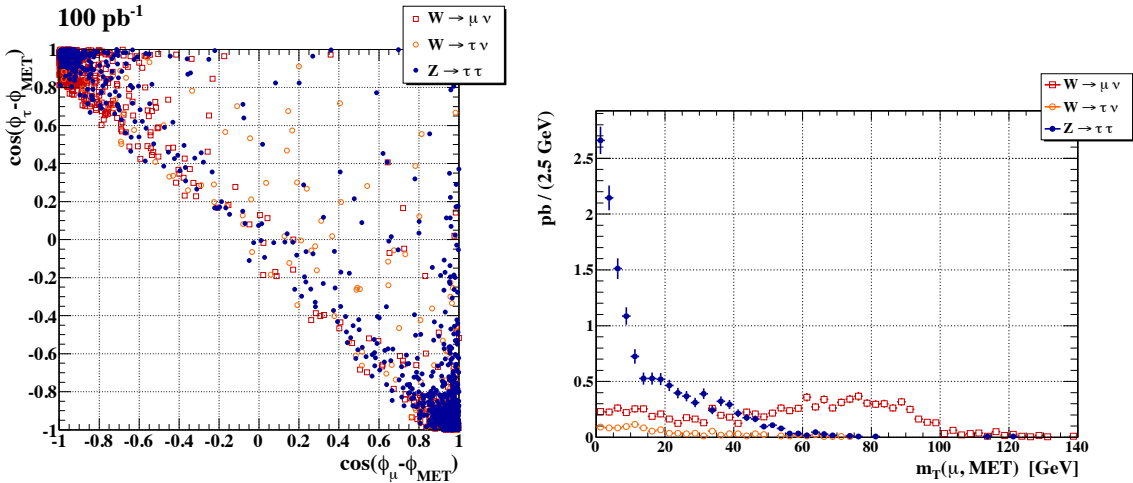 100 pb⁻¹
W → μ ν
W → τ ν
Z → τ τ
cos(ϕτ-ϕMET)
1
0.8
0.6
0.4
0.2
0
-0.2
-0.4
-0.6
-0.8
-1
-1 -0.8 -0.6 -0.4 -0.2 0 0.2 0.4 0.6 0.8 1
cos(ϕμ-ϕMET)
W → μ ν
W → τ ν
Z → τ τ
pb / (2.5 GeV)
2.5
2
1.5
1
0.5
0
0 20 40 60 80 100 120 140
mT(μ, MET) [GeV]